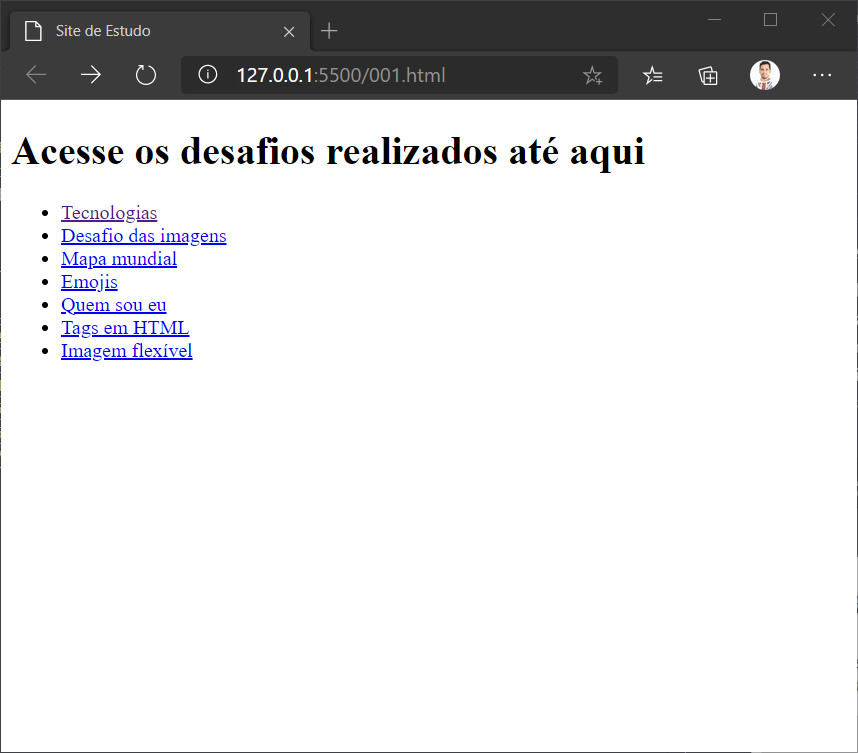 Site de Estudo
127.0.0.1:5500/001.html
Acesse os desafios realizados até aqui
Tecnologias
Desafio das imagens
Mapa mundial
Emojis
Quem sou eu
Tags em HTML
Imagem flexível